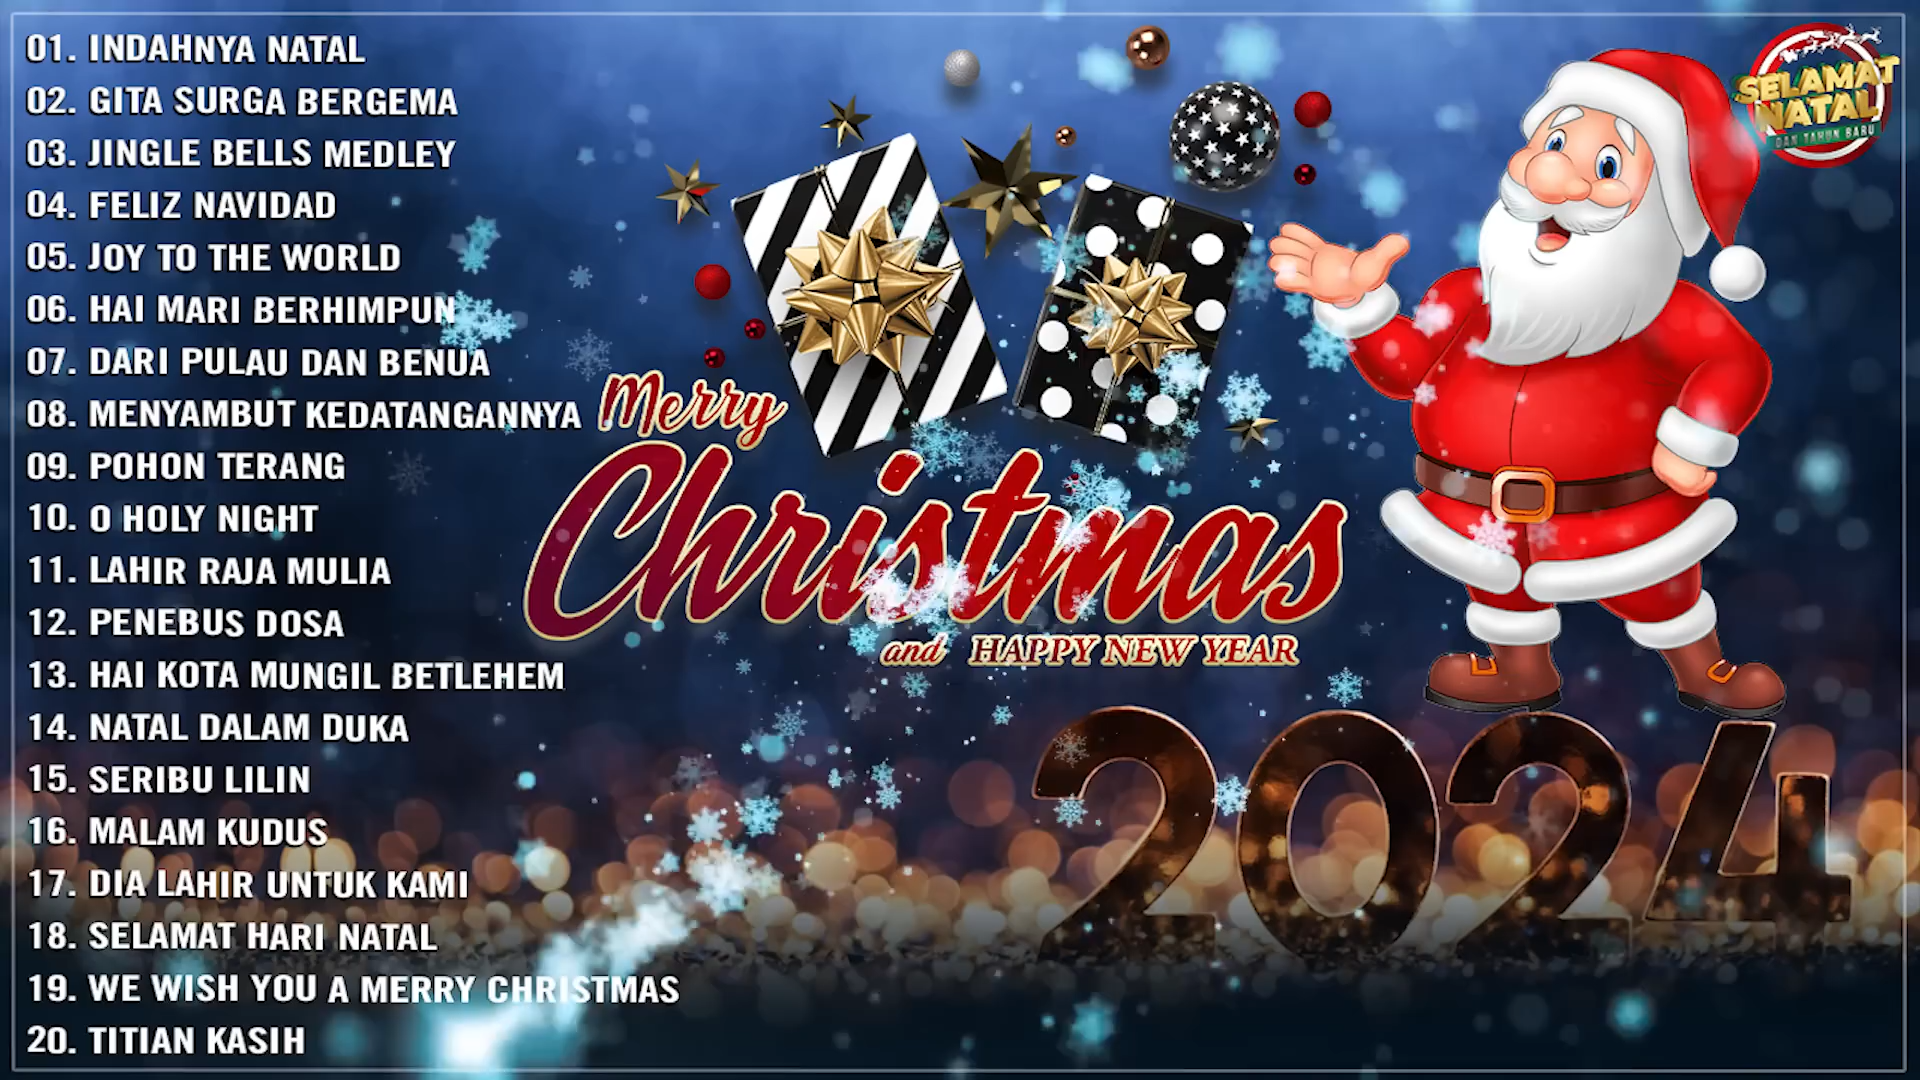 01. INDAHNYA NATAL
02. GITA SURGA BERGEMA
03. JINGLE BELLS MEDLEY
04. FELIZ NAVIDAD
05. JOY TO THE WORLD
06. HAI MARI BERHIMPUN
07. DARI PULAU DAN BENUA
08. MENYAMBUT KEDATANGANNYA
09. POHON TERANG
10. O HOLY NIGHT
11. LAHIR RAJA MULIA
12. PENEBUS DOSA
13. HAI KOTA MUNGIL BETLEHEM
14. NATAL DALAM DUKA
15. SERIBU LILIN
16. MALAM KUDUS
17. DIA LAHIR UNTUK KAMI
18. SELAMAT HARI NATAL
19. WE WISH YOU A MERRY CHRISTMAS
20. TITIAN KASIH
Merry
Christmas
and HAPPY NEW YEAR
2024
SELAMAT
NATAL
DAN TAHUN BARU